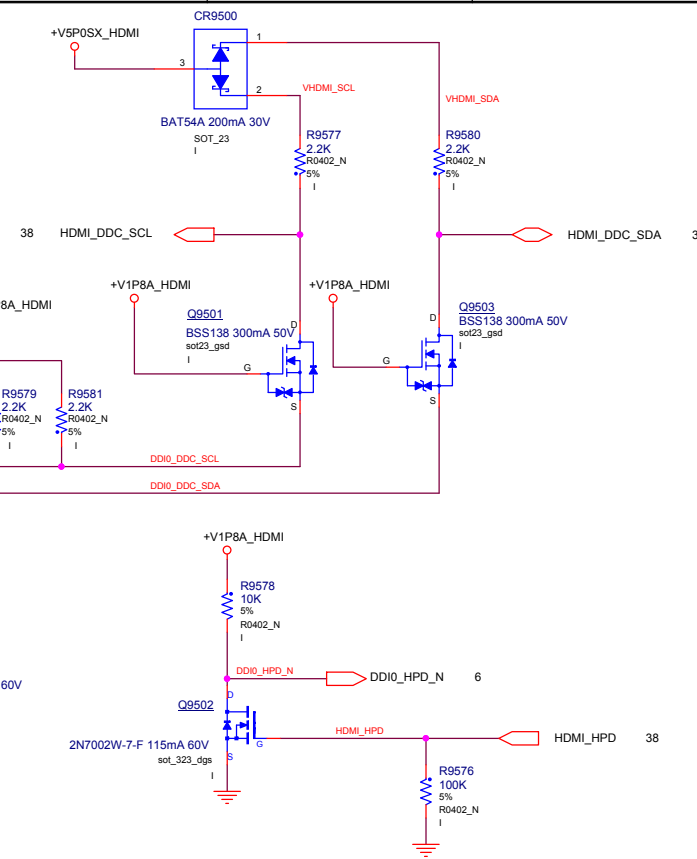 CR9500
+V5P0SX_HDMI
1
3
2
VHDMI_SCL
VHDMI_SDA
BAT54A 200mA 30V
SOT_23
I
R9577
2.2K
R0402_N
5%
I
R9580
2.2K
R0402_N
5%
I
38 HDMI_DDC_SCL
HDMI_DDC_SDA 3
+V1P8A_HDMI
+V1P8A_HDMI
8A_HDMI
Q9501
BSS138 300mA 50V
sot23_gsd
I
D
G
S
Q9503
BSS138 300mA 50V
sot23_gsd
I
D
G
S
R9579
2.2K
R0402_N
5%
I
R9581
2.2K
R0402_N
5%
I
DDI0_DDC_SCL
DDI0_DDC_SDA
+V1P8A_HDMI
R9578
10K
5%
R0402_N
I
DDI0_HPD_N
DDI0_HPD_N 6
60V
Q9502
D
2N7002W-7-F 115mA 60V
sot_323_dgs
I
G
S
HDMI_HPD
HDMI_HPD 38
R9576
100K
5%
R0402_N
I